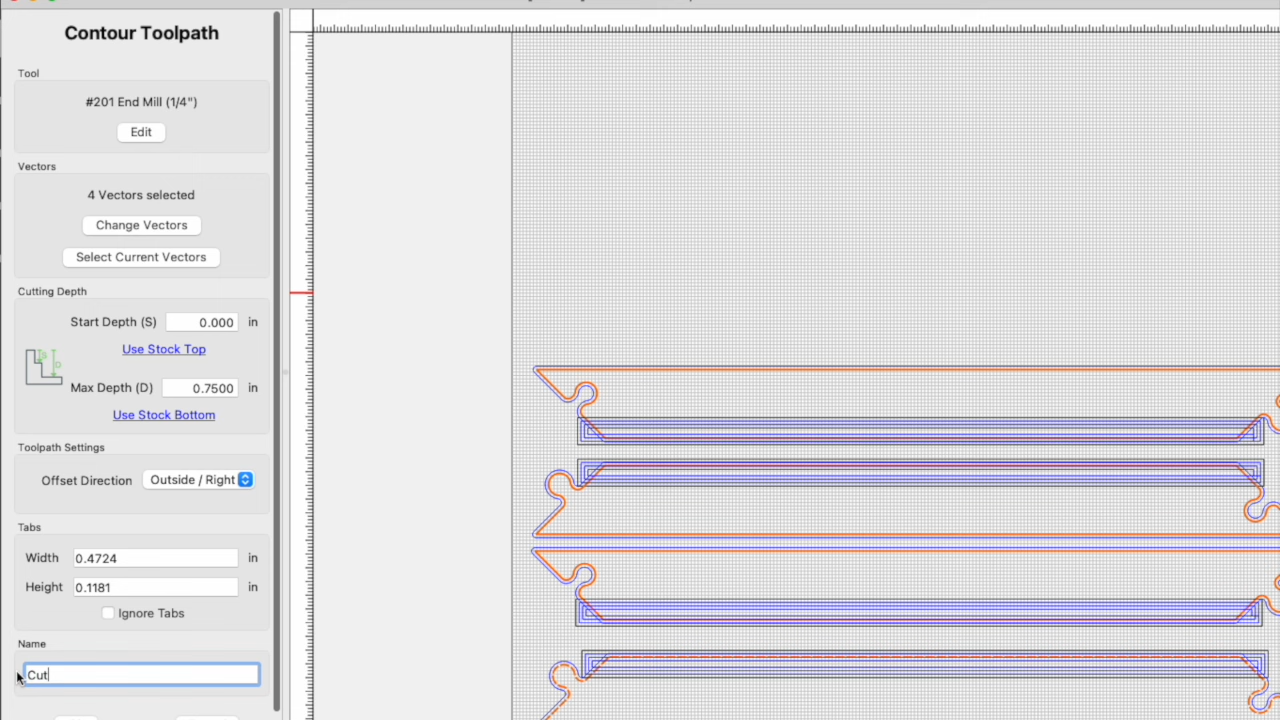 Contour Toolpath
Tool
#201 End Mill (1/4")
Edit
Vectors
4 Vectors selected
Change Vectors
Select Current Vectors
Cutting Depth
Start Depth (S) 0.000 in
Use Stock Top
Max Depth (D) 0.7500 in
Use Stock Bottom
Toolpath Settings
Offset Direction Outside / Right
Tabs
Width 0.4724 in
Height 0.1181 in
Ignore Tabs
Name
Cut